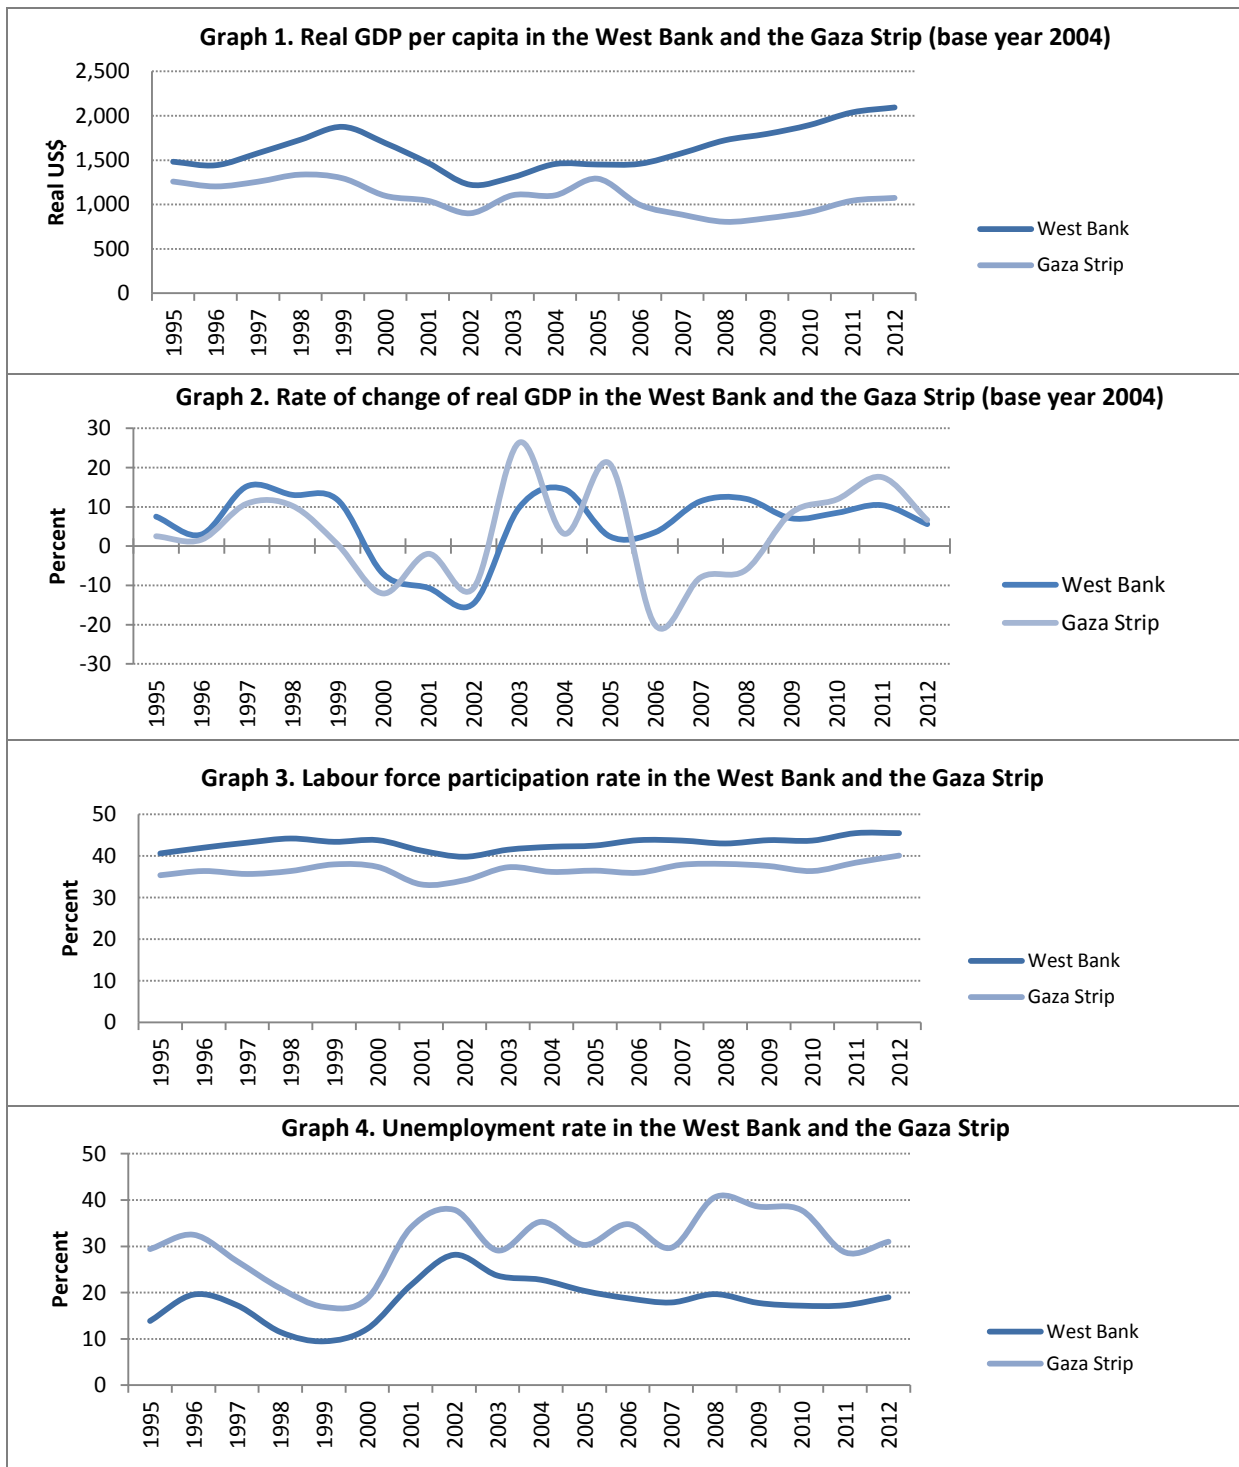 Graph 1. Real GDP per capita in the West Bank and the Gaza Strip (base year 2004)
2,500
2,000
1,500
1,000
500
0
Real US$
1995 1996 1997 1998 1999 2000 2001 2002 2003 2004 2005 2006 2007 2008 2009 2010 2011 2012
West Bank
Gaza Strip
Graph 2. Rate of change of real GDP in the West Bank and the Gaza Strip (base year 2004)
30
20
10
0
-10
-20
-30
Percent
1995 1996 1997 1998 1999 2000 2001 2002 2003 2004 2005 2006 2007 2008 2009 2010 2011 2012
West Bank
Gaza Strip
Graph 3. Labour force participation rate in the West Bank and the Gaza Strip
50
40
30
20
10
0
Percent
1995 1996 1997 1998 1999 2000 2001 2002 2003 2004 2005 2006 2007 2008 2009 2010 2011 2012
West Bank
Gaza Strip
Graph 4. Unemployment rate in the West Bank and the Gaza Strip
50
40
30
20
10
0
Percent
1995 1996 1997 1998 1999 2000 2001 2002 2003 2004 2005 2006 2007 2008 2009 2010 2011 2012
West Bank
Gaza Strip